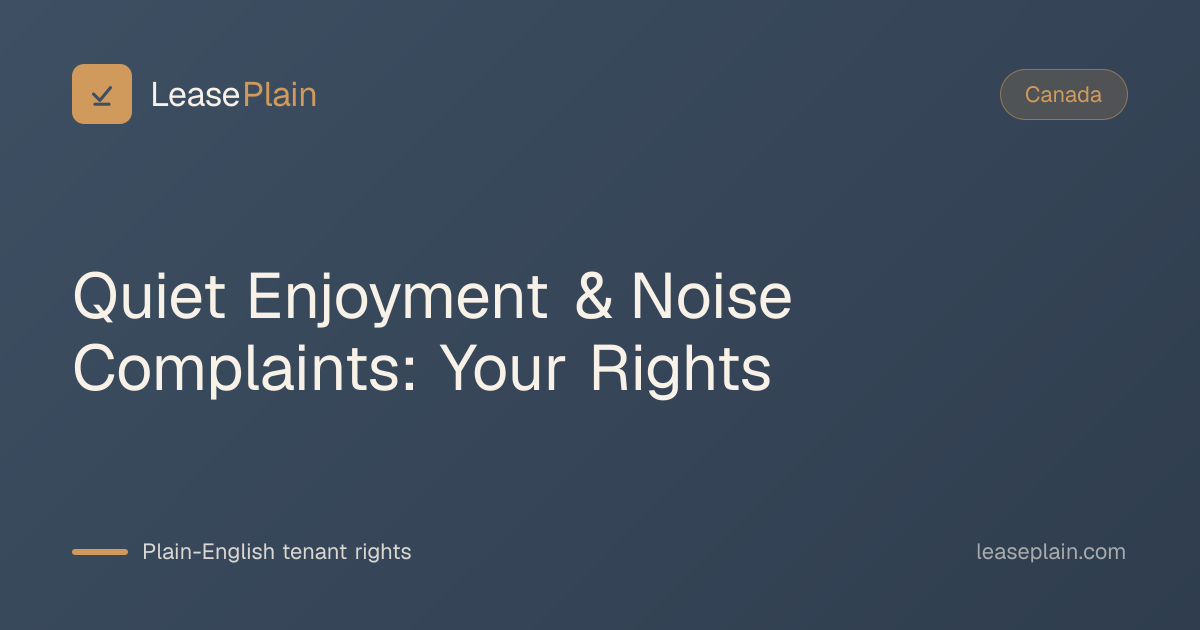 LeasePlain
Canada
Quiet Enjoyment & Noise
Complaints: Your Rights
Plain-English tenant rights
leaseplain.com